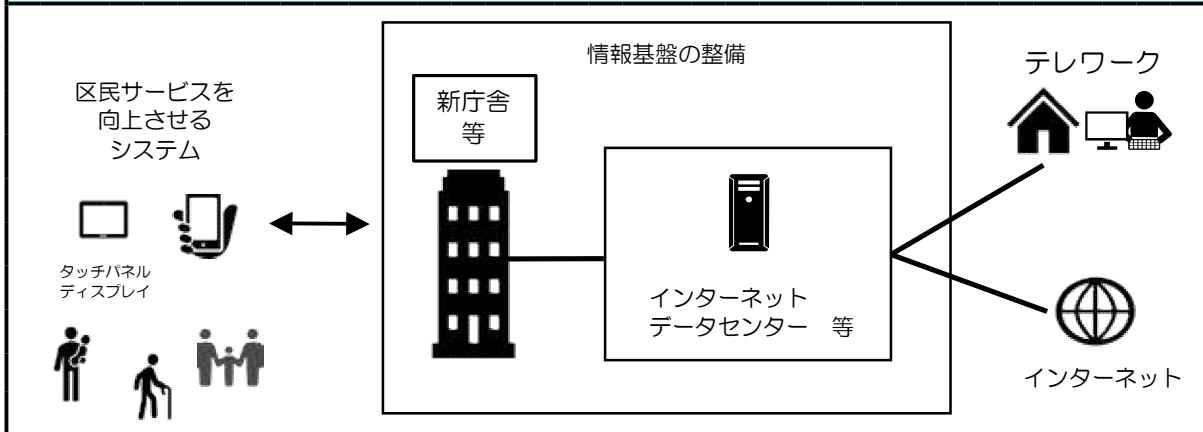 情報基盤の整備
区民サービスを
向上させる
システム
タッチパネル
ディスプレイ
新庁舎
等
インターネット
データセンター　等
テレワーク
インターネット